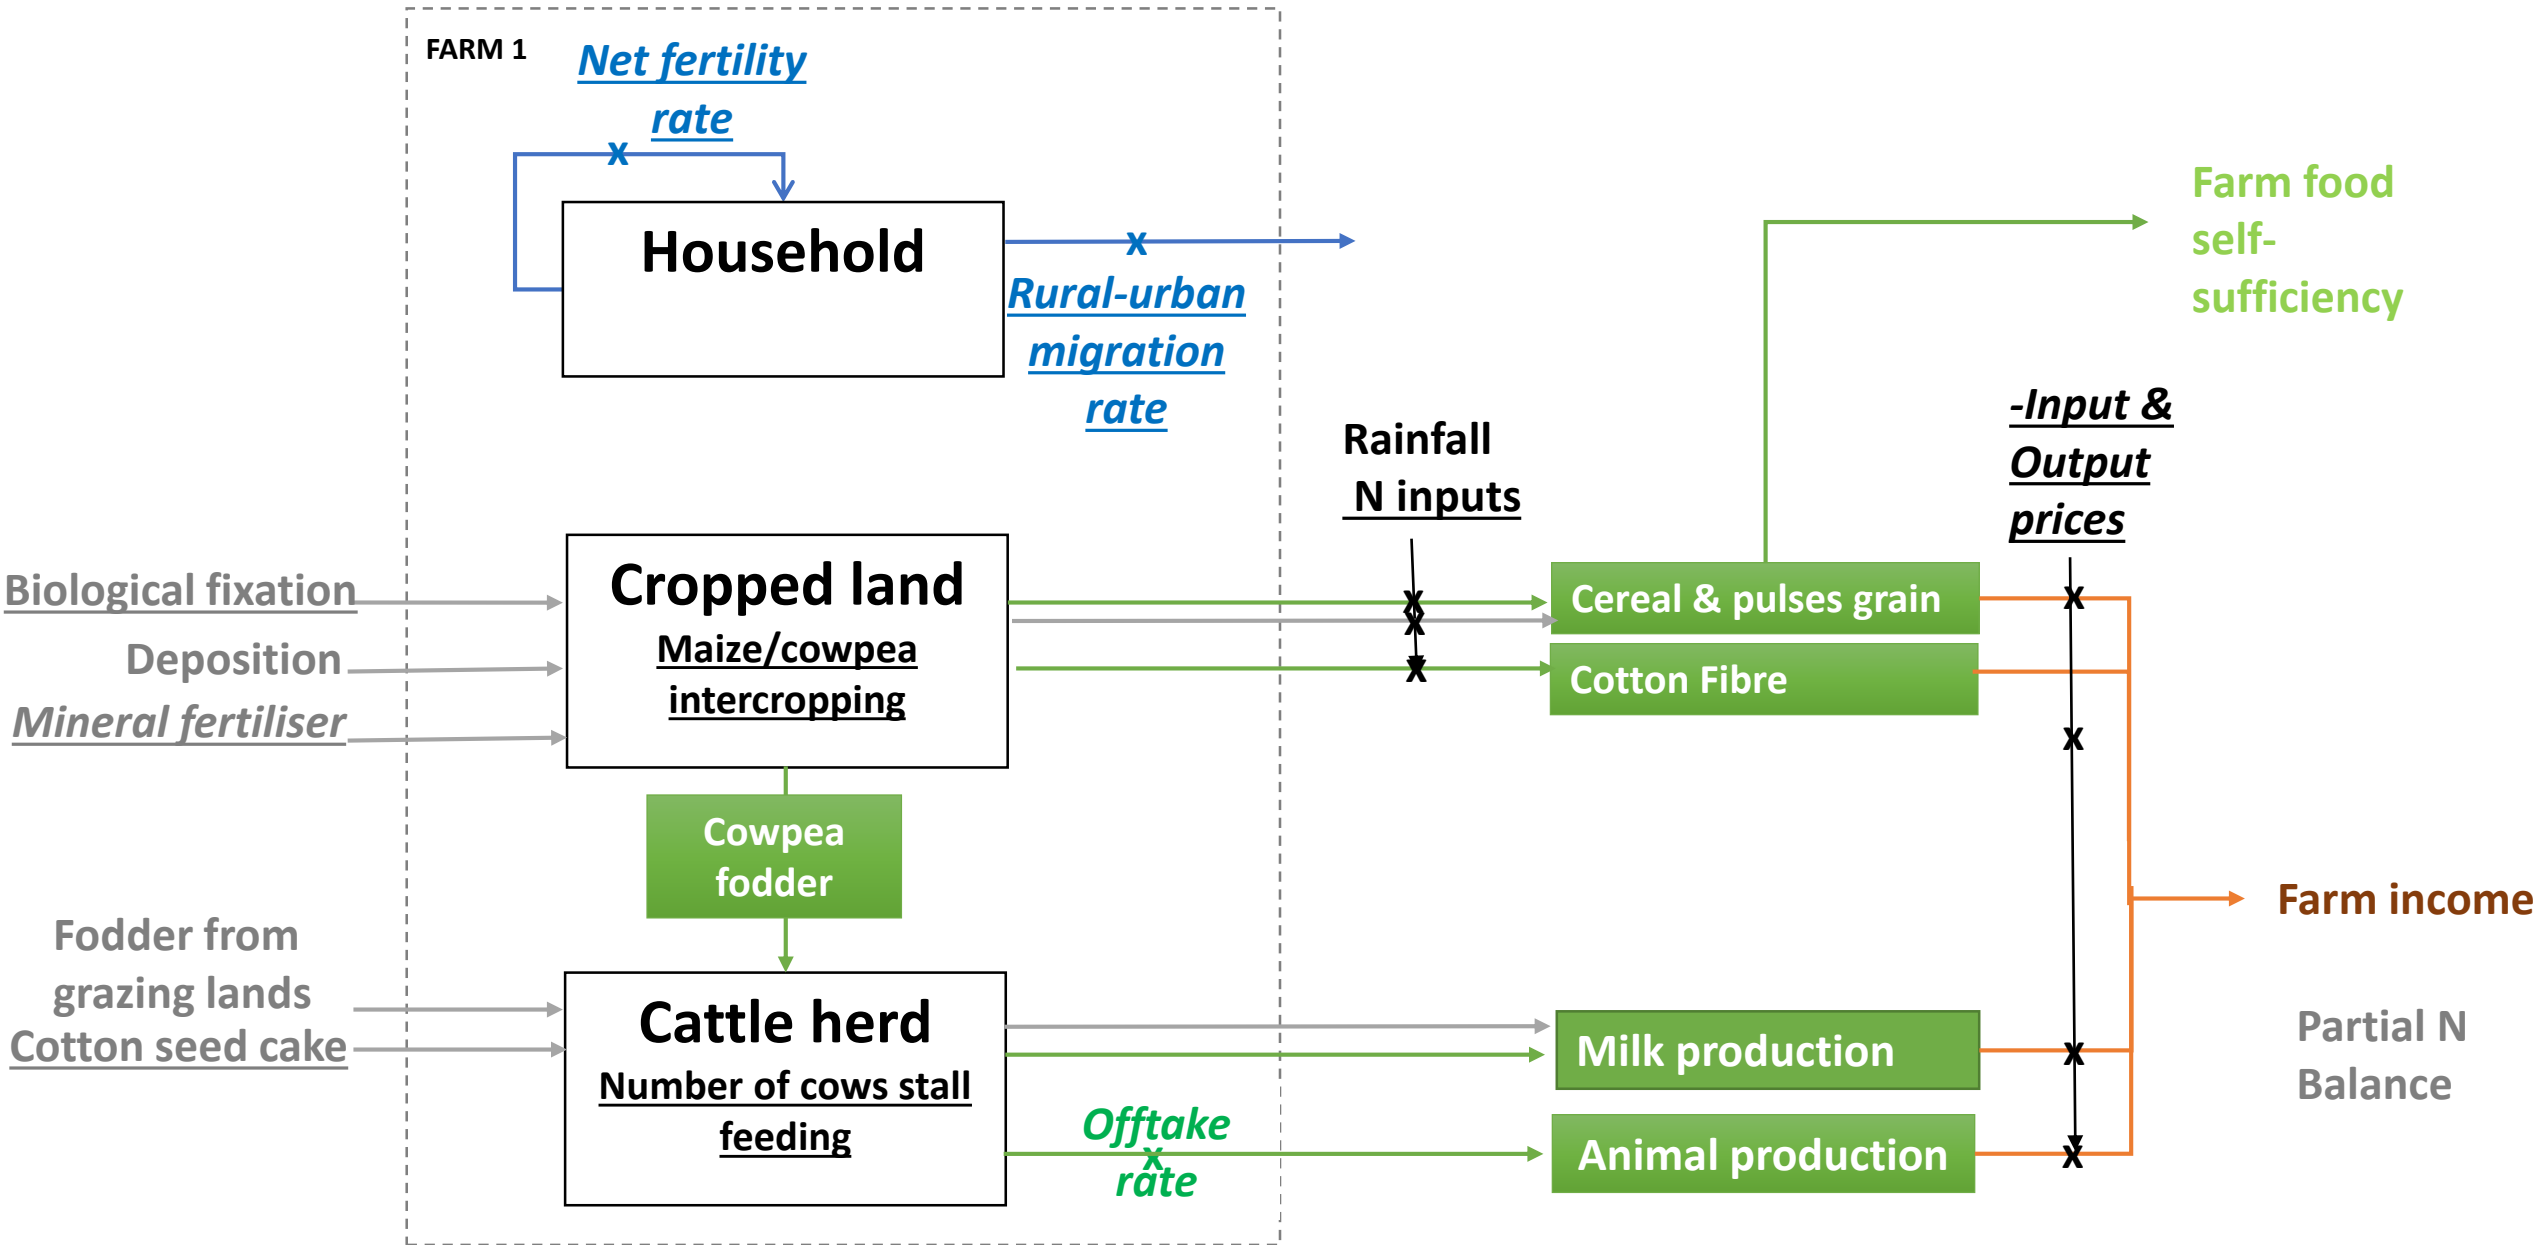 FARM 1
Net fertility
rate
x
Household
x
Rural-urban
migration
rate
Farm food
self-
sufficiency
Rainfall
N inputs
-Input &
Output
prices
Biological fixation
Deposition
Mineral fertiliser
Cropped land
Maize/cowpea
intercropping
x
x
x
Cereal & pulses grain
Cotton Fibre
x
x
Cowpea
fodder
Farm income
Fodder from
grazing lands
Cotton seed cake
Cattle herd
Number of cows stall
feeding
Offtake
x
rate
Milk production
Animal production
x
x
Partial N
Balance